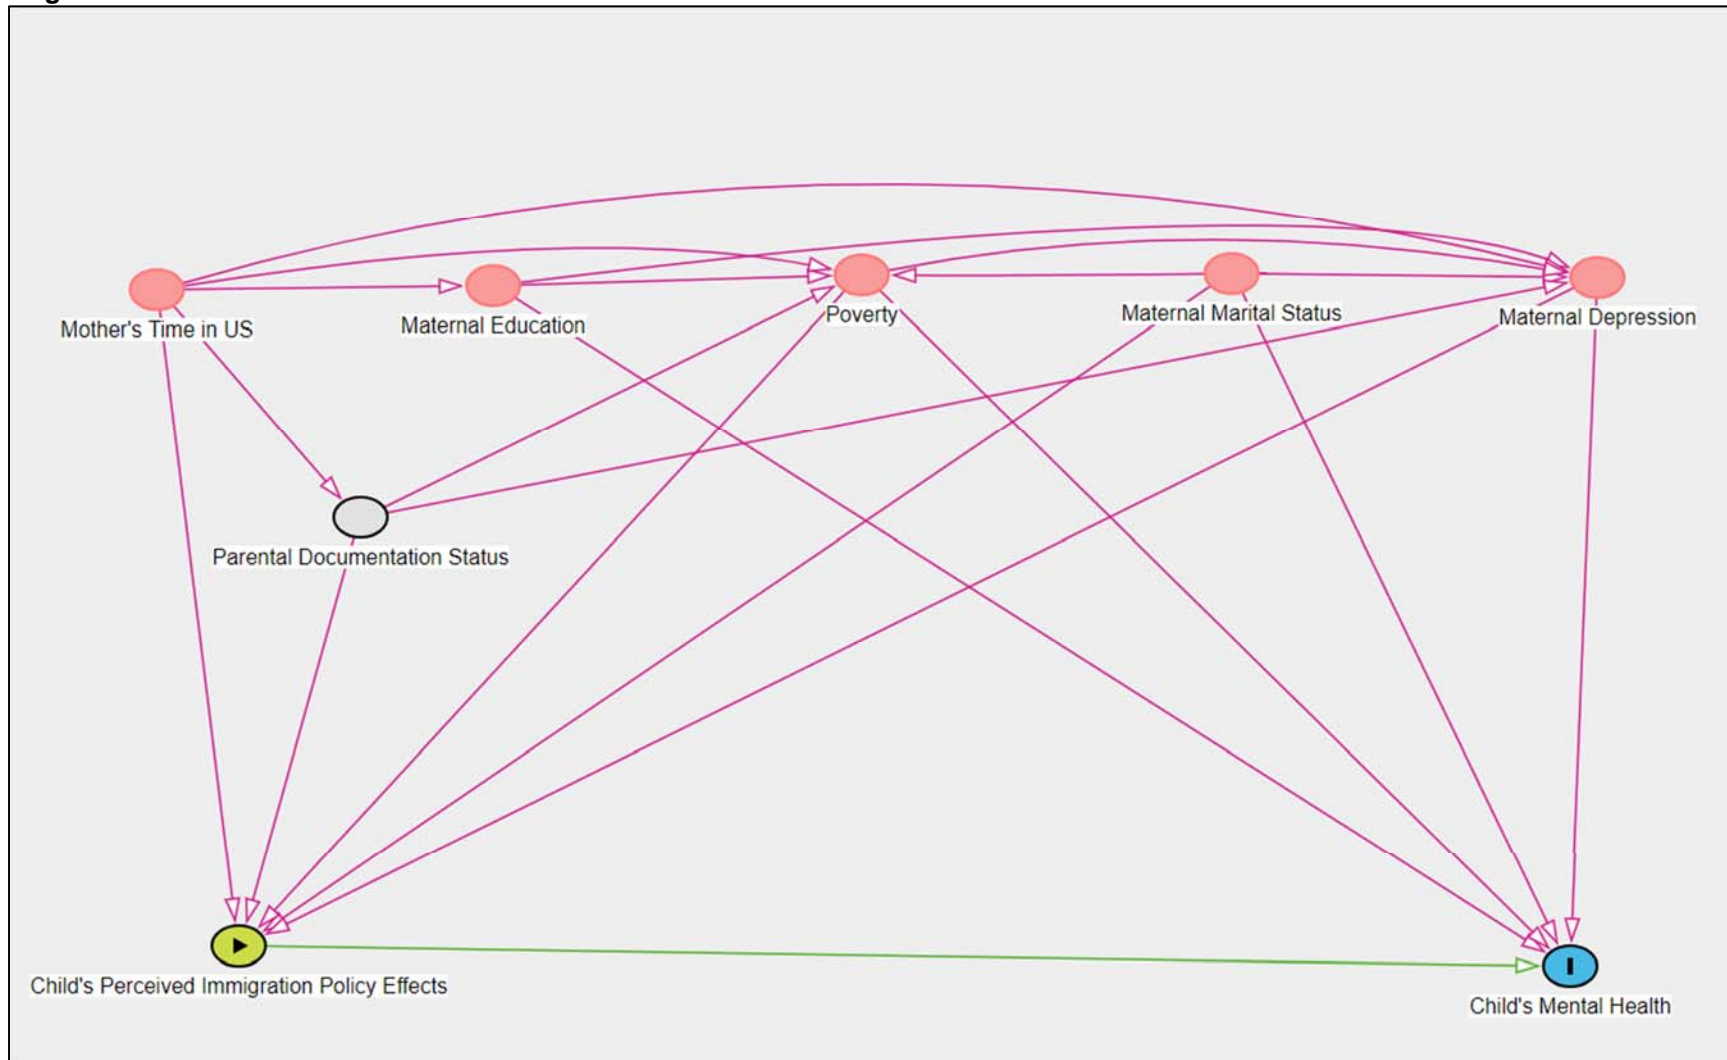 Mother's Time in US
Maternal Education
Poverty
Maternal Marital Status
Maternal Depression
Parental Documentation Status
Child's Perceived Immigration Policy Effects
Child's Mental Health